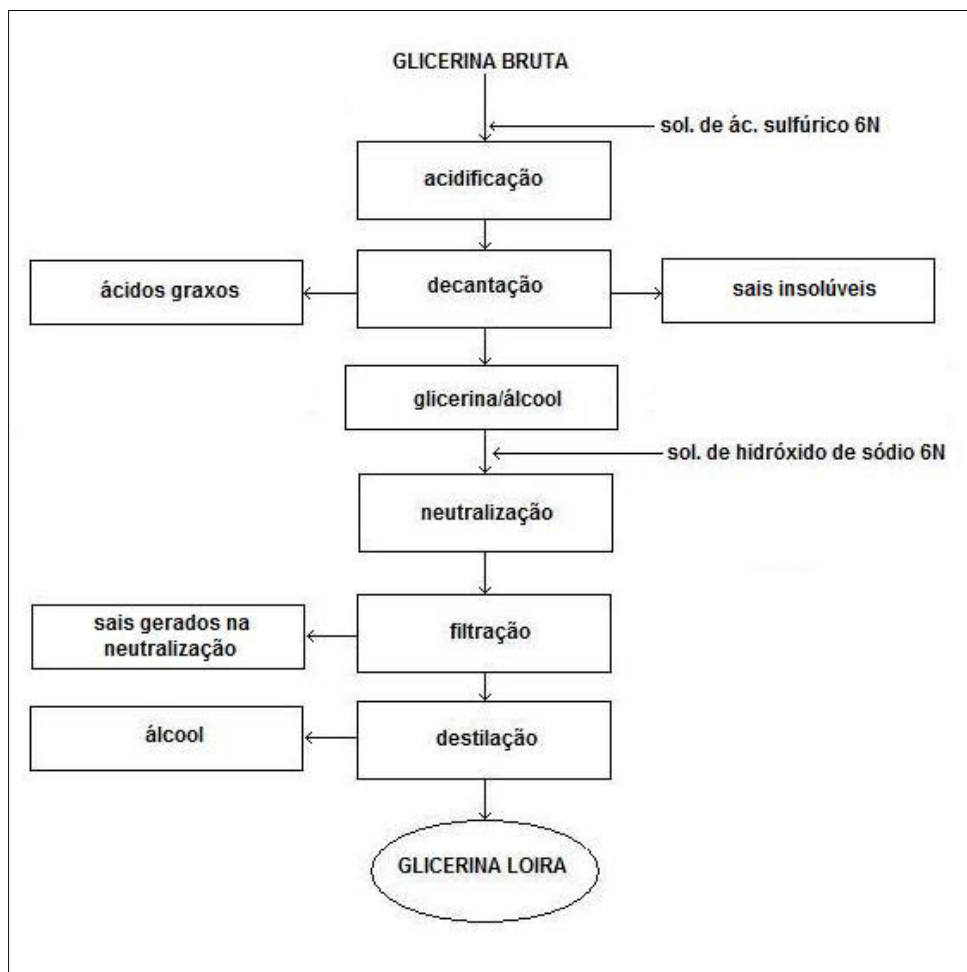 GLICERINA BRUTA
sol. de ác. sulfúrico 6N
acidificação
ácidos graxos
decantação
sais insolúveis
glicerina/álcool
sol. de hidróxido de sódio 6N
neutralização
sais gerados na
neutralização
filtração
álcool
destilação
GLICERINA LOIRA